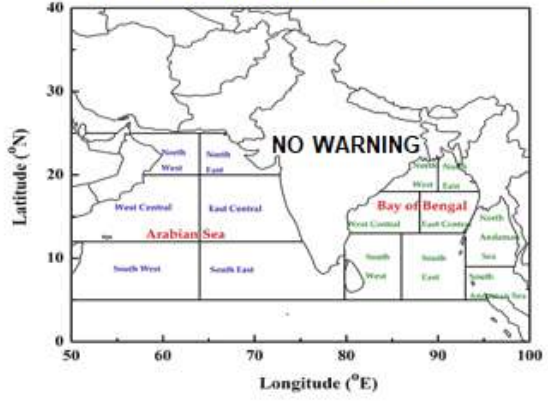 40
30
20
10
0
Latitude (°N)
NO WARNING
North
West
North
East
West Central
East Central
Arabian Sea
South West
South East
North
West
North
East
Bay of Bengal
West Central
East Central
South
West
South
East
North
Andaman
Sea
South
Andaman Sea
50
60
70
80
90
100
Longitude (°E)